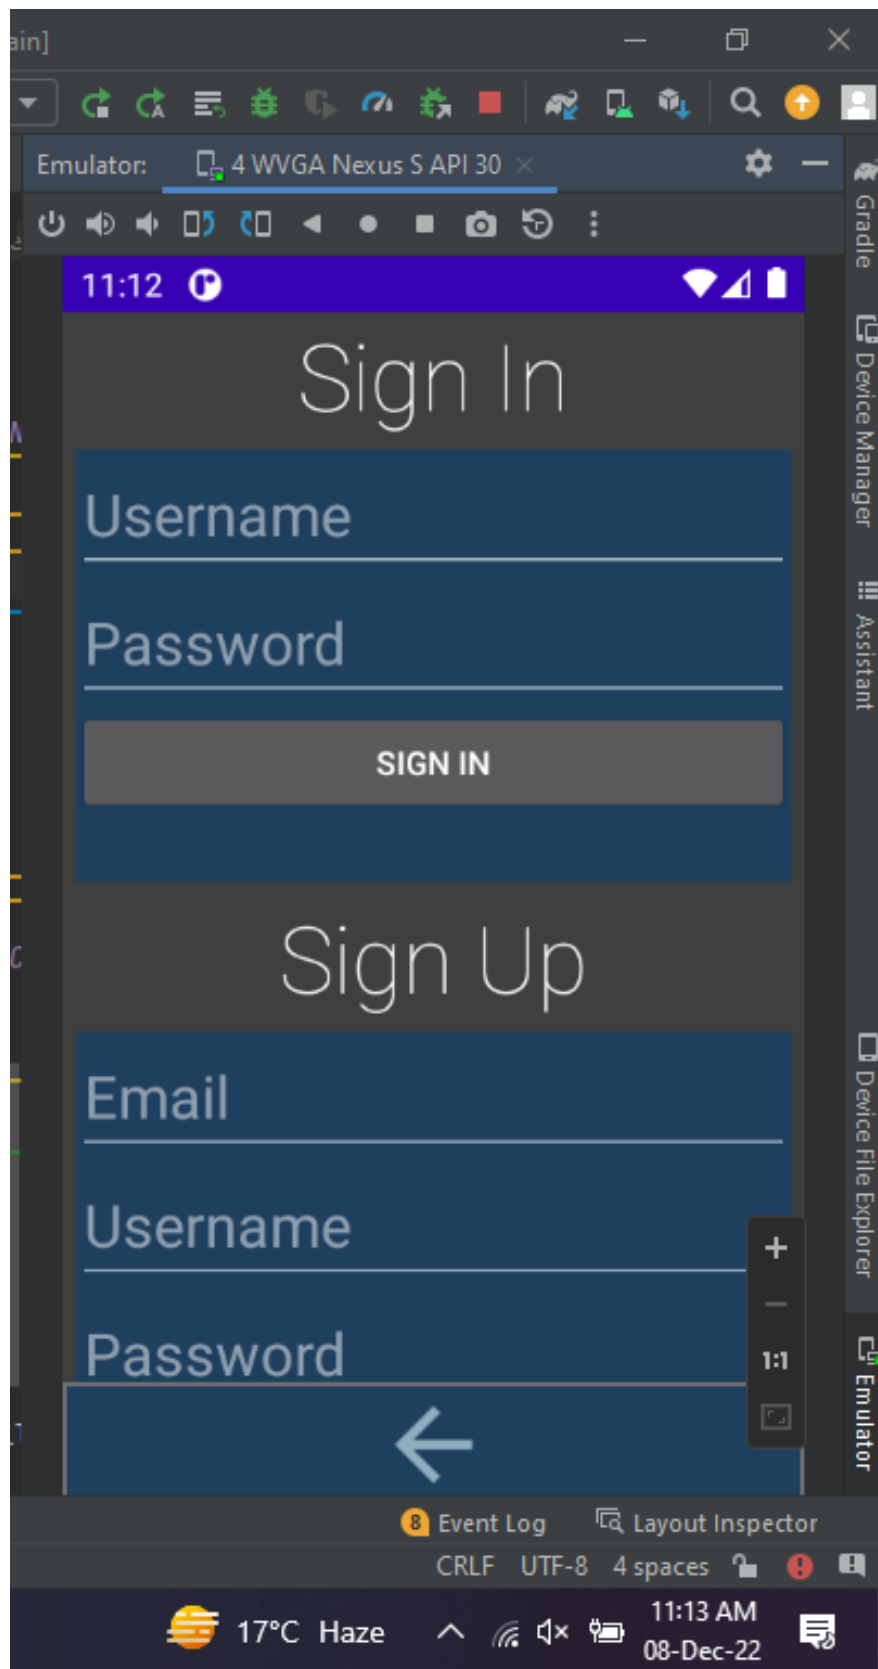 ain]
Emulator: 4 WVGA Nexus S API 30
Gradle
11:12
Sign In
Device Manager
Username
Password
Assistant
SIGN IN
Sign Up
Email
Device File Explorer
Username
Password
1:1
Emulator
8 Event Log Layout Inspector
CRLF UTF-8 4 spaces
17°C Haze 11:13 AM
08-Dec-22